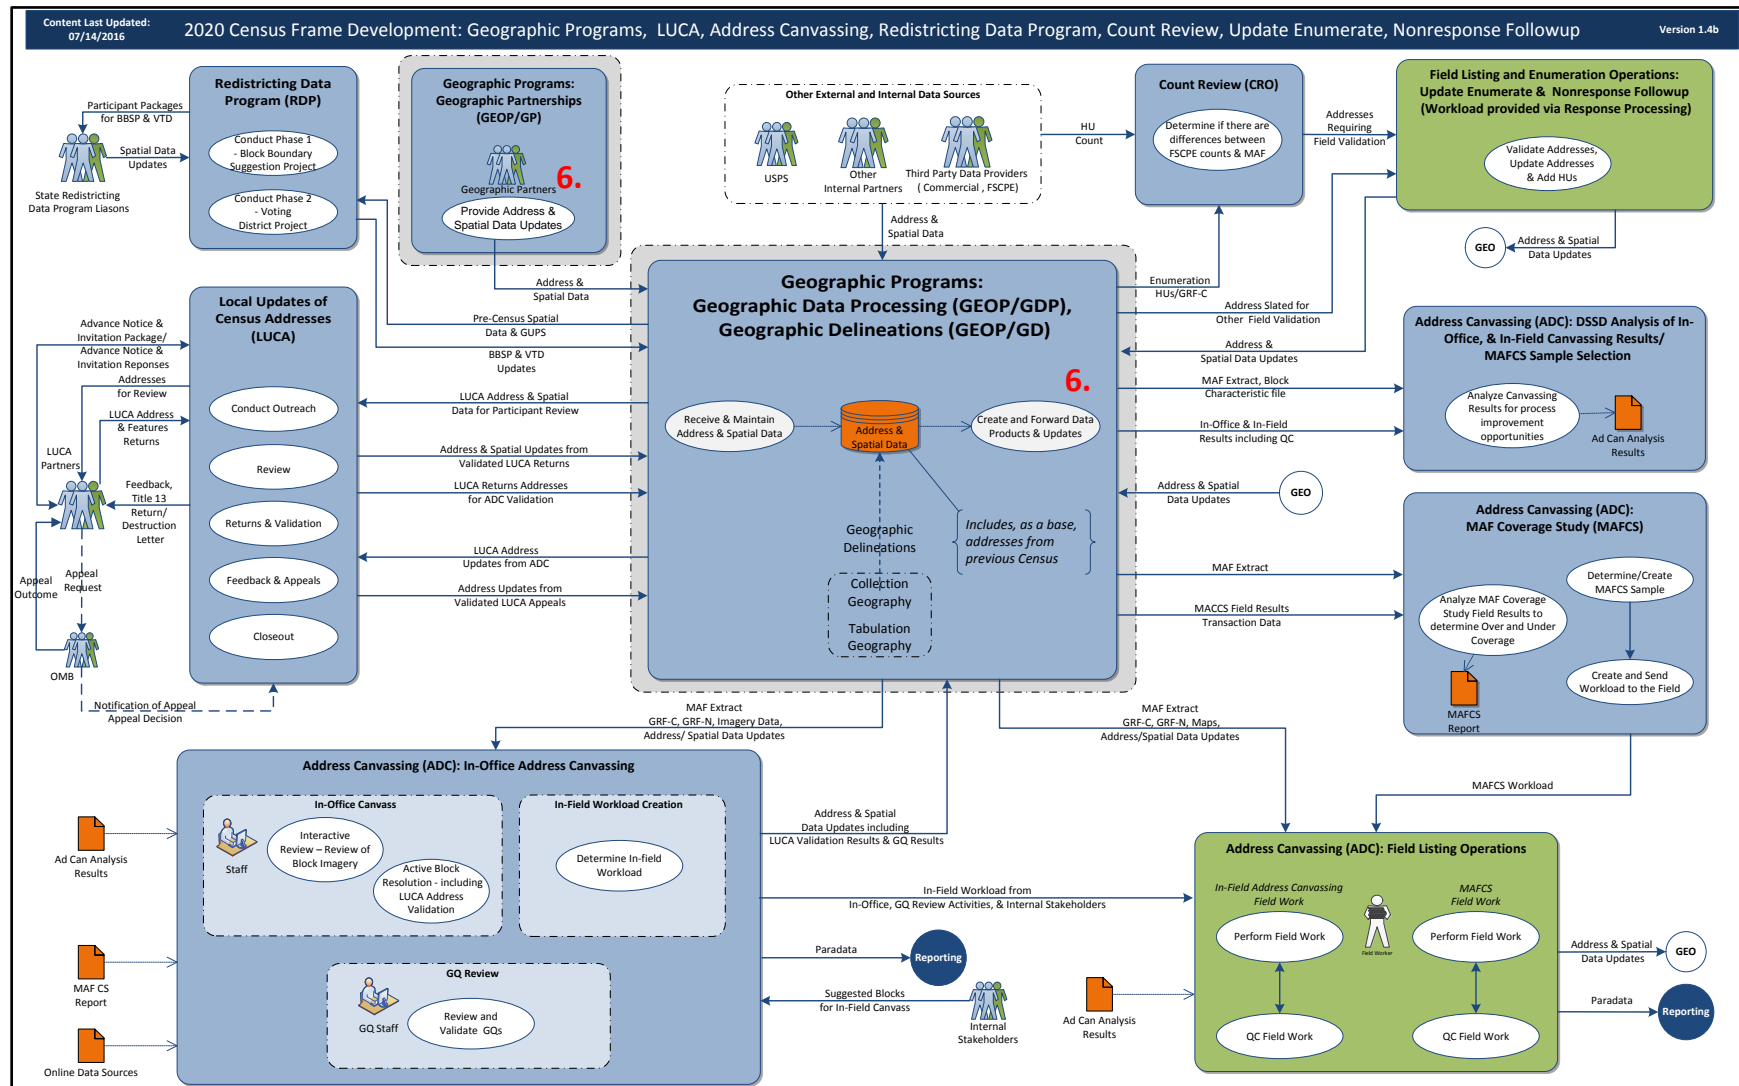 Content Last Updated:
07/14/2016
2020 Census Frame Development: Geographic Programs, LUCA, Address Canvassing, Redistricting Data Program, Count Review, Update Enumerate, Nonresponse Followup
Version 1.4b
Participant Packages
for BBSP & VTD
Spatial Data
Updates
State Redistricting
Data Program Liasons
Redistricting Data
Program (RDP)
Conduct Phase 1
- Block Boundary
Suggestion Project
Conduct Phase 2
- Voting
District Project
Geographic Programs:
Geographic Partnerships
(GEOP/GP)
Geographic Partners
6.
Provide Address &
Spatial Data Updates
Other External and Internal Data Sources
USPS
Other
Internal Partners
Third Party Data Providers
( Commercial , FSCPE)
HU
Count
Count Review (CRO)
Determine if there are
differences between
FSCPE counts & MAF
Addresses
Requiring
Field Validation
Field Listing and Enumeration Operations:
Update Enumerate & Nonresponse Followup
(Workload provided via Response Processing)
Validate Addresses,
Update Addresses
& Add HUs
GEO
Address & Spatial
Data Updates
Address &
Spatial Data
Address &
Spatial Data
Pre-Census Spatial
Data & GUPS
BBSP & VTD
Updates
LUCA Address & Spatial
Data for Participant Review
Address & Spatial Updates from
Validated LUCA Returns
LUCA Returns Addresses
for ADC Validation
LUCA Address
Updates from ADC
Address Updates from
Validated LUCA Appeals
Local Updates of
Census Addresses
(LUCA)
Conduct Outreach
Review
Returns & Validation
Feedback & Appeals
Closeout
Advance Notice &
Invitation Package/
Advance Notice &
Invitation Reponses
Addresses
for Review
LUCA Address
& Features
Returns
LUCA
Partners
Feedback,
Title 13
Return/
Destruction
Letter
Appeal
Outcome
Appeal
Request
OMB
Notification of Appeal
Appeal Decision
Geographic Programs:
Geographic Data Processing (GEOP/GDP),
Geographic Delineations (GEOP/GD)
6.
Receive & Maintain
Address & Spatial Data
Address &
Spatial Data
Create and Forward Data
Products & Updates
Geographic
Delineations
Includes, as a base,
addresses from
previous Census
Collection
Geography
Tabulation
Geography
Enumeration
HUs/GRF-C
Address Slated for
Other Field Validation
Address &
Spatial Data Updates
MAF Extract, Block
Characteristic file
In-Office & In-Field
Results including QC
Address & Spatial
Data Updates
GEO
MAF Extract
MACCS Field Results
Transaction Data
Address Canvassing (ADC): DSSD Analysis of In-
Office, & In-Field Canvassing Results/
MAFCS Sample Selection
Analyze Canvassing
Results for process
improvement
opportunities
Ad Can Analysis
Results
Address Canvassing (ADC):
MAF Coverage Study (MAFCS)
Analyze MAF Coverage
Study Field Results to
determine Over and Under
Coverage
Determine/Create
MAFCS Sample
Create and Send
Workload to the Field
MAFCS
Report
MAFCS Workload
MAF Extract
GRF-C, GRF-N, Imagery Data,
Address/ Spatial Data Updates
MAF Extract
GRF-C, GRF-N, Maps,
Address/Spatial Data Updates
Address Canvassing (ADC): In-Office Address Canvassing
In-Office Canvass
Staff
Interactive
Review – Review of
Block Imagery
Active Block
Resolution - including
LUCA Address
Validation
In-Field Workload Creation
Determine In-field
Workload
GQ Review
GQ Staff
Review and
Validate GQs
Ad Can Analysis
Results
MAF CS
Report
Online Data Sources
Address & Spatial
Data Updates including
LUCA Validation Results & GQ Results
In-Field Workload from
In-Office, GQ Review Activities, & Internal Stakeholders
Paradata
Reporting
Suggested Blocks
for In-Field Canvass
Internal
Stakeholders
Ad Can Analysis
Results
Address Canvassing (ADC): Field Listing Operations
In-Field Address Canvassing
Field Work
MAFCS
Field Work
Perform Field Work
Field Worker
Perform Field Work
QC Field Work
QC Field Work
Address & Spatial
Data Updates
GEO
Paradata
Reporting